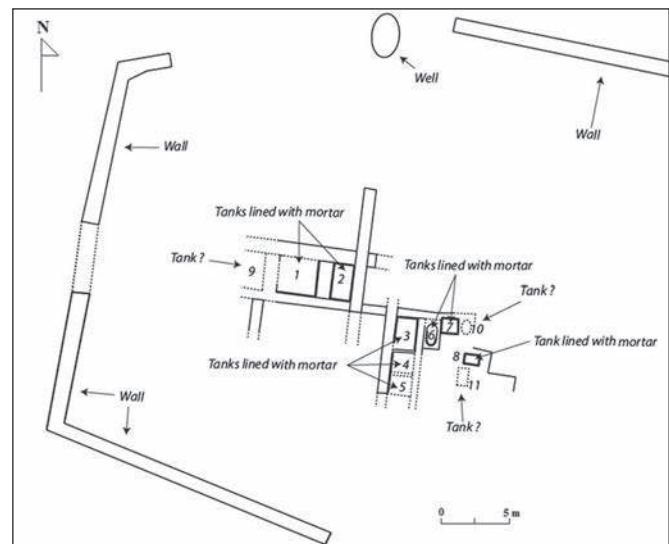 N
Well
Wall
Wall
Tanks lined with mortar
Tank ?
9
1
2
Tanks lined with mortar
Tank ?
3
6
7
10
Tank lined with mortar
8
Tanks lined with mortar
4
5
11
Wall
Tank ?
0
5 m